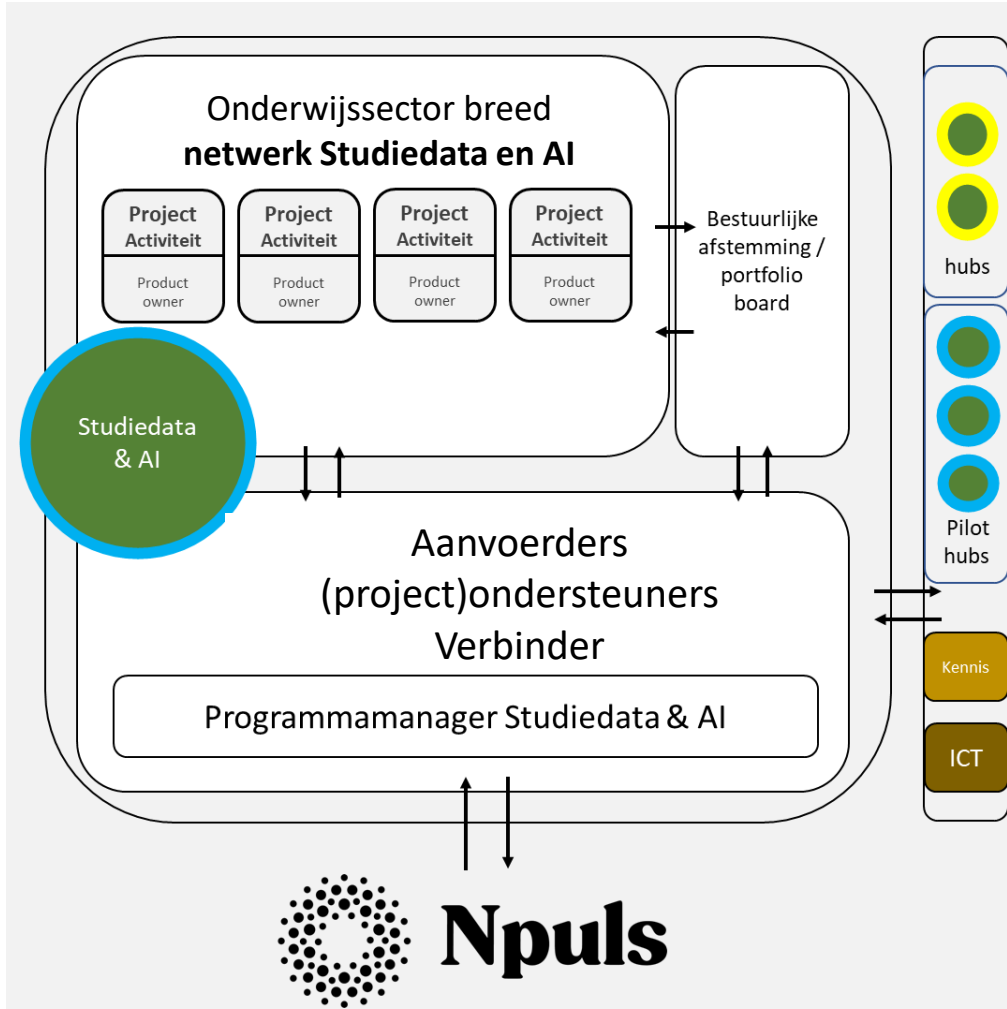 Onderwijssector breed
netwerk Studiedata en AI
Project
Activiteit
Product
owner
Project
Activiteit
Product
owner
Project
Activiteit
Product
owner
Project
Activiteit
Product
owner
Bestuurlijke
afstemming /
portfolio
board
hubs
Pilot
hubs
Studiedata
& AI
Aanvoerders
(project)ondersteuners
Verbinder
Programmamanager Studiedata & AI
Kennis
ICT
Npuls